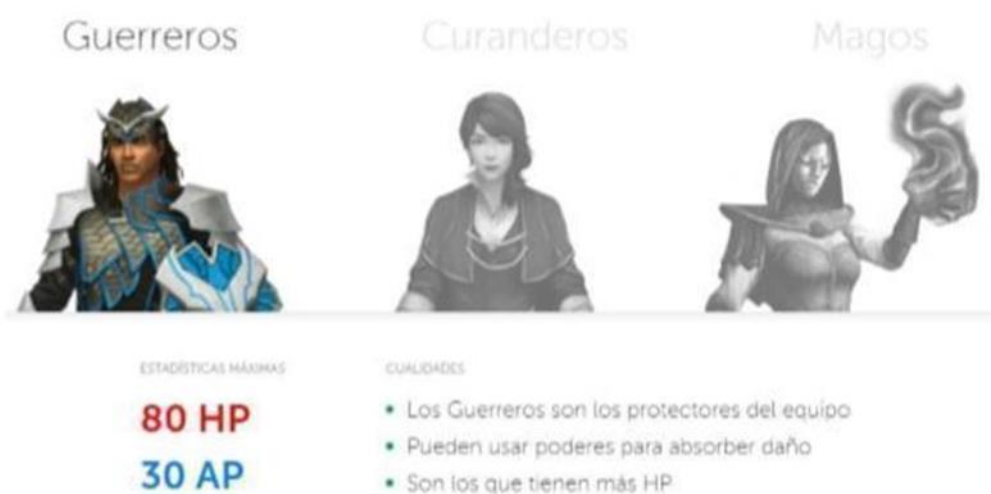 Guerreros
Curanderos
Magos
ESTADÍSTICAS MÁXIMAS
80 HP
30 AP
CUALIDADES
• Los Guerreros son los protectores del equipo
• Pueden usar poderes para absorber daño
• Son los que tienen más HP